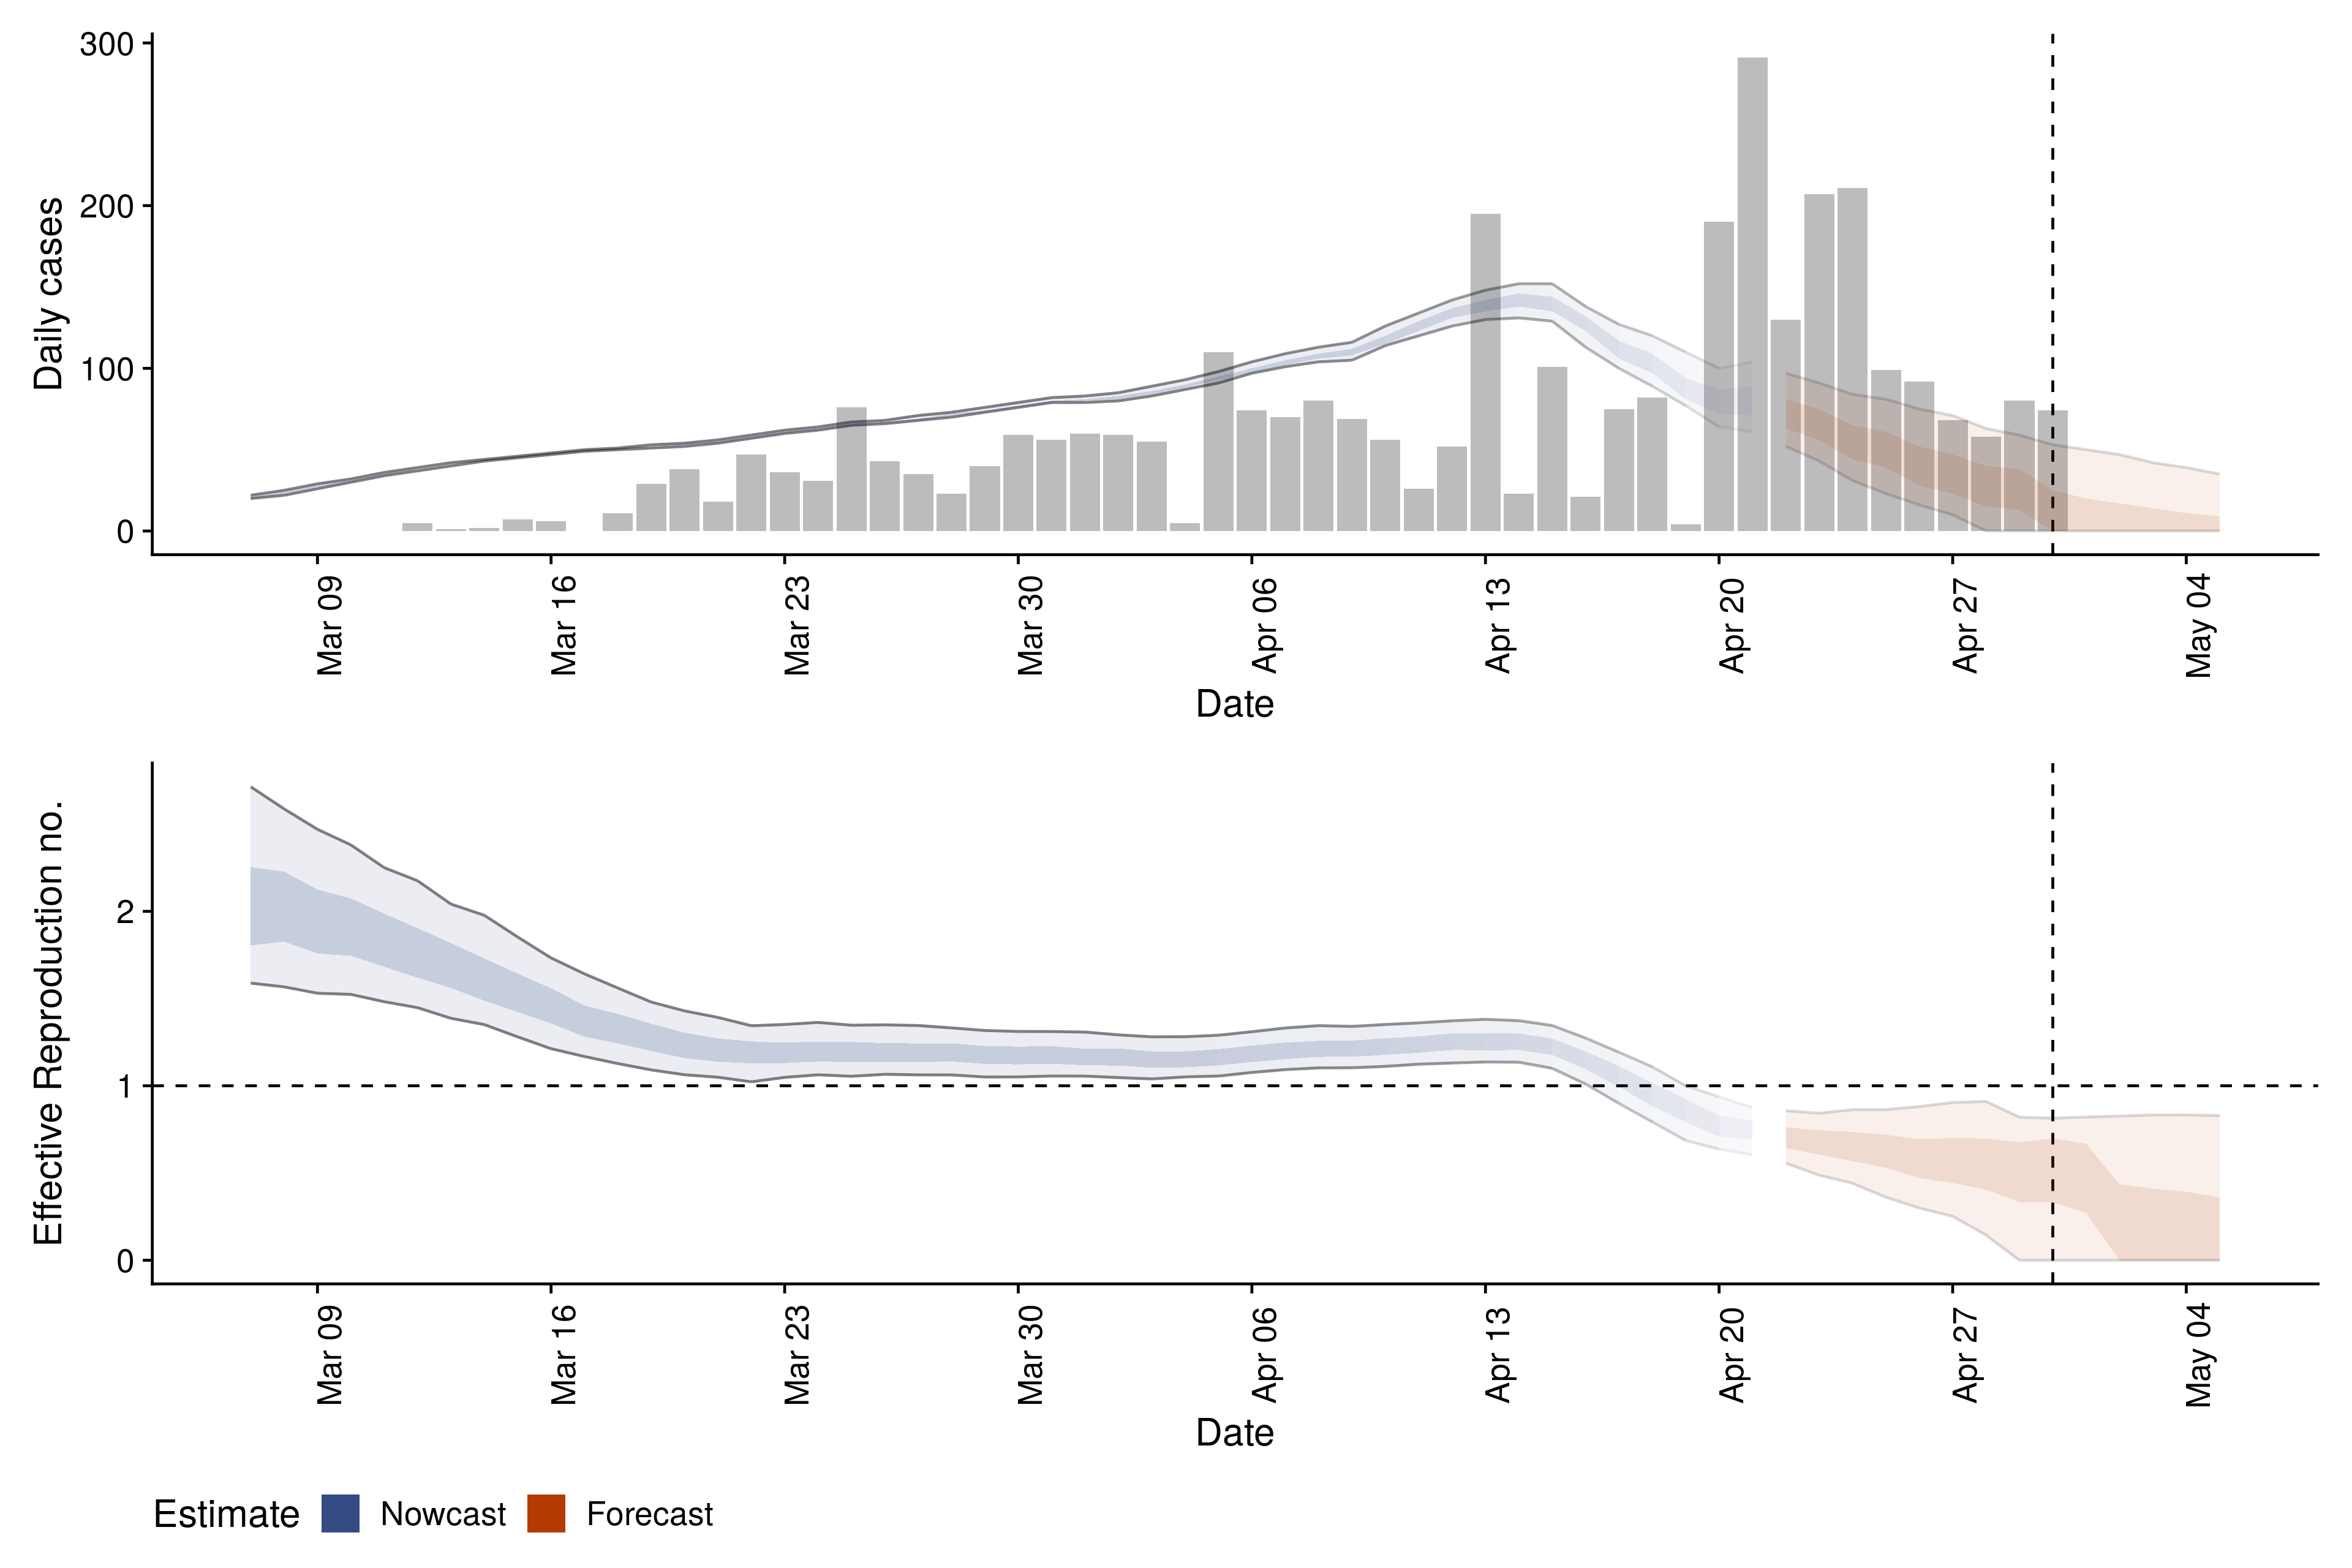 300
200
100
0
Daily cases
Mar 09
Mar 16
Mar 23
Mar 30
Apr 06
Apr 13
Apr 20
Apr 27
May 04
Date
2
1
0
Effective Reproduction no.
Mar 09
Mar 16
Mar 23
Mar 30
Apr 06
Apr 13
Apr 20
Apr 27
May 04
Date
Estimate Nowcast Forecast